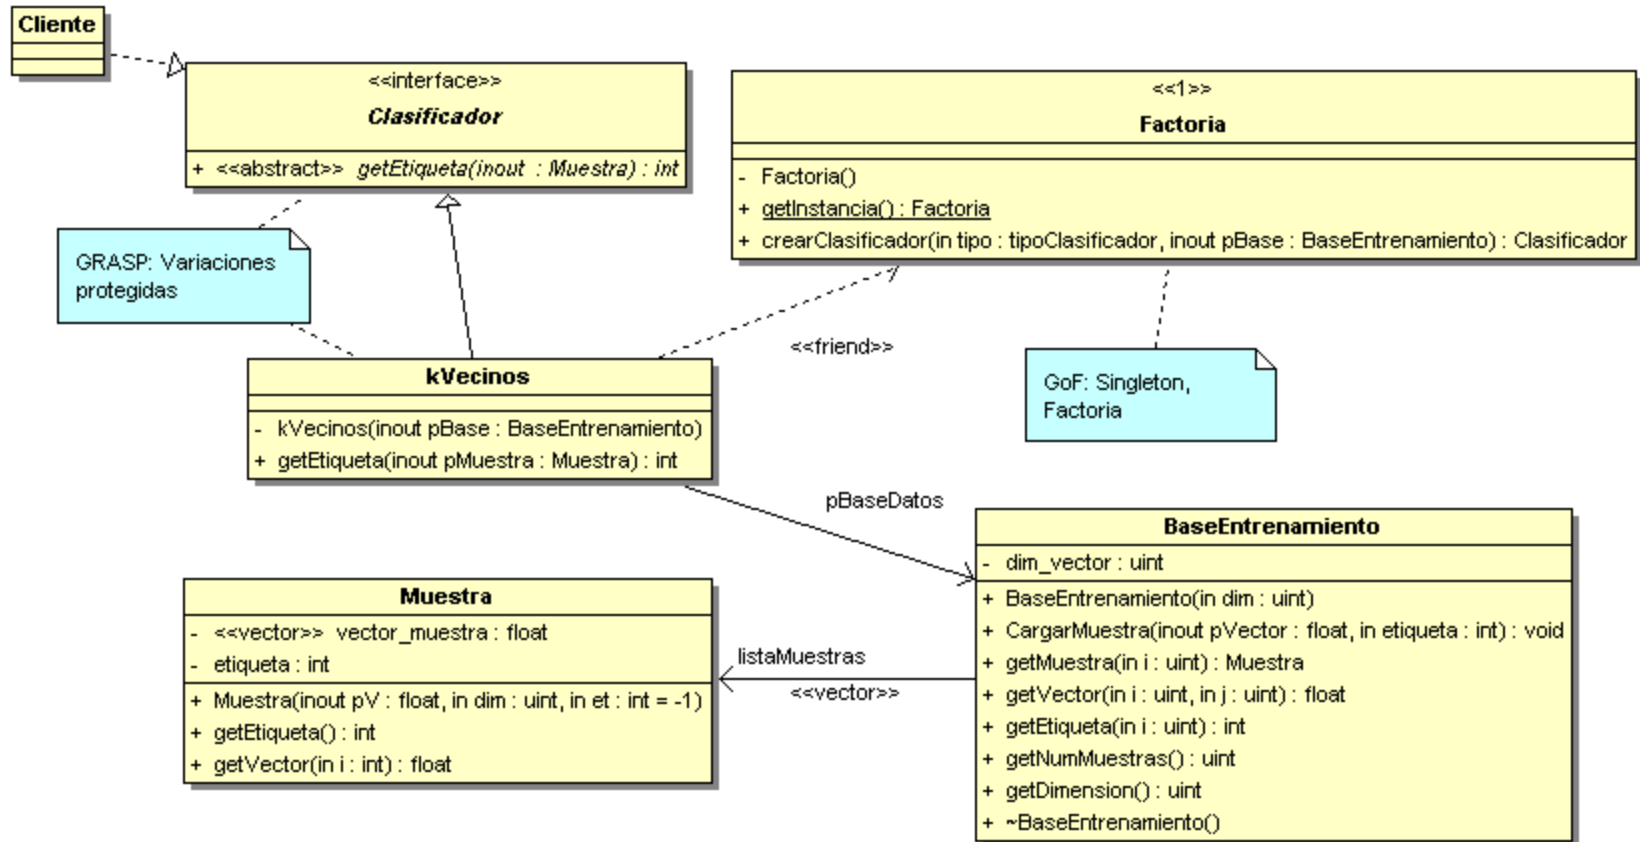 Cliente
<<interface>>
Clasificador
+ <<abstract>> getEtiqueta(inout : Muestra) : int
<<1>>
Factoria
- Factoria()
+ getInstancia() : Factoria
+ crearClasificador(in tipo : tipoClasificador, inout pBase : BaseEntrenamiento) : Clasificador
GRASP: Variaciones
protegidas
<<friend>>
GoF: Singleton,
Factoria
kVecinos
- kVecinos(inout pBase : BaseEntrenamiento)
+ getEtiqueta(inout pMuestra : Muestra) : int
pBaseDatos
BaseEntrenamiento
- dim_vector : uint
+ BaseEntrenamiento(in dim : uint)
+ CargarMuestra(inout pVector : float, in etiqueta : int) : void
+ getMuestra(in i : uint) : Muestra
+ getVector(in i : uint, in j : uint) : float
+ getEtiqueta(in i : uint) : int
+ getNumMuestras() : uint
+ getDimension() : uint
+ ~BaseEntrenamiento()
listaMuestras
<<vector>>
Muestra
- <<vector>> vector_muestra : float
- etiqueta : int
+ Muestra(inout pV : float, in dim : uint, in et : int = -1)
+ getEtiqueta() : int
+ getVector(in i : int) : float